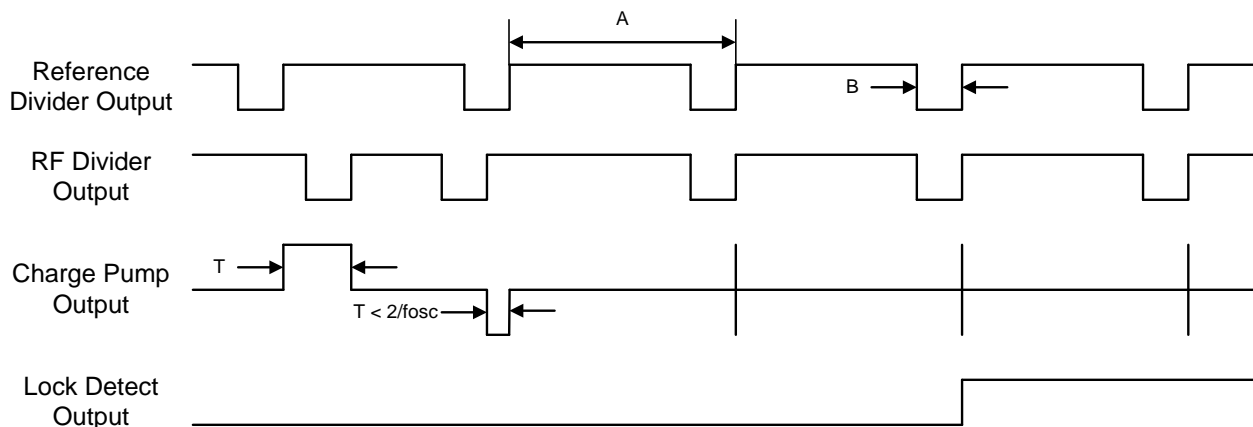 A
Reference
Divider Output
B
RF Divider
Output
T
Charge Pump
Output
T < 2/fosc
Lock Detect
Output